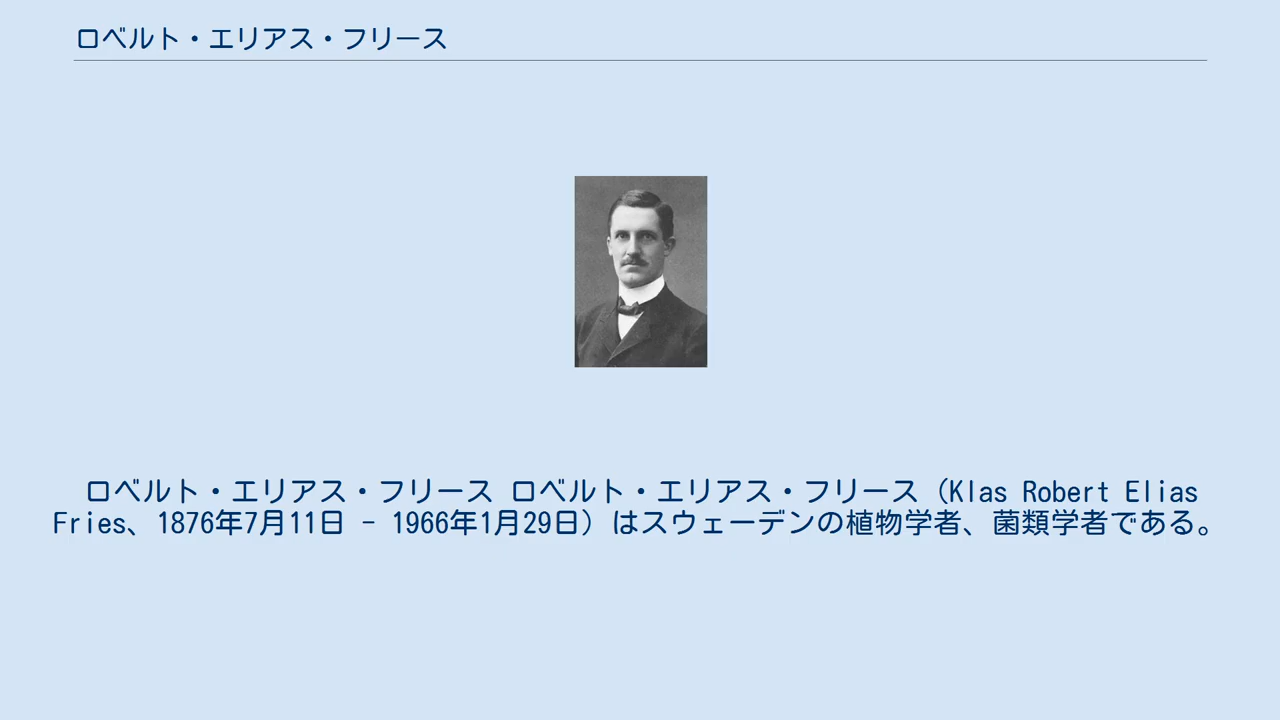 ロベルト・エリアス・フリース
ロベルト・エリアス・フリース ロベルト・エリアス・フリース（Klas Robert Elias
Fries、1876年7月11日 - 1966年1月29日）はスウェーデンの植物学者、菌類学者である。